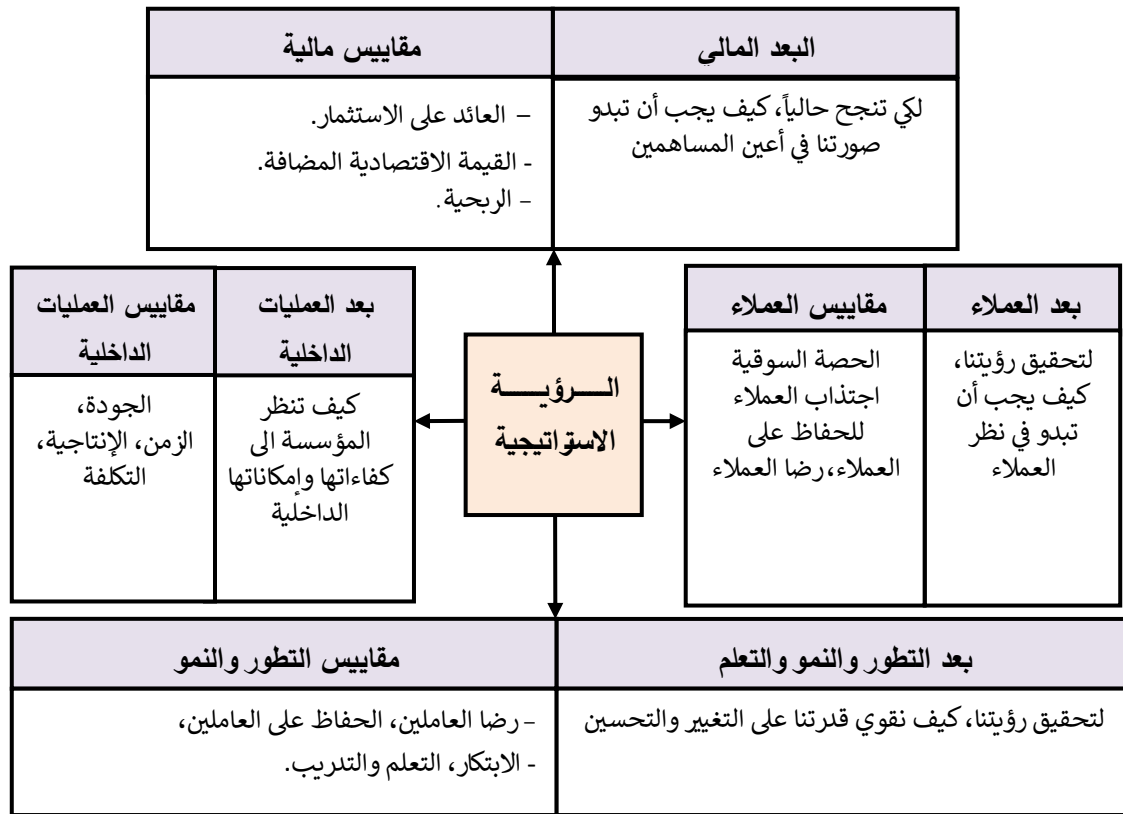 البعد المالي
مقاييس مالية
لكي تنجح حالياً، كيف يجب أن تبدو
صورتنا في أعين المساهمين
– العائد على الاستثمار.
- القيمة الاقتصادية المضافة.
– الربحية.
بعد العملاء
مقاييس العملاء
لتحقيق رؤيتنا،
كيف يجب أن
تبدو في نظر
العملاء
الحصة السوقية
اجتذاب العملاء
للحفاظ على
العملاء،رضا العملاء
الـــرؤيـــــة
الاستراتيجية
بعد العمليات
الداخلية
مقاييس العمليات
الداخلية
كيف تنظر
المؤسسة الى
كفاءاتها وإمكاناتها
الداخلية
الجودة،
الزمن، الإنتاجية،
التكلفة
بعد التطور والنمو والتعلم
مقاييس التطور والنمو
لتحقيق رؤيتنا، كيف نقوي قدرتنا على التغيير والتحسين
– رضا العاملين، الحفاظ على العاملين،
- الابتكار، التعلم والتدريب.